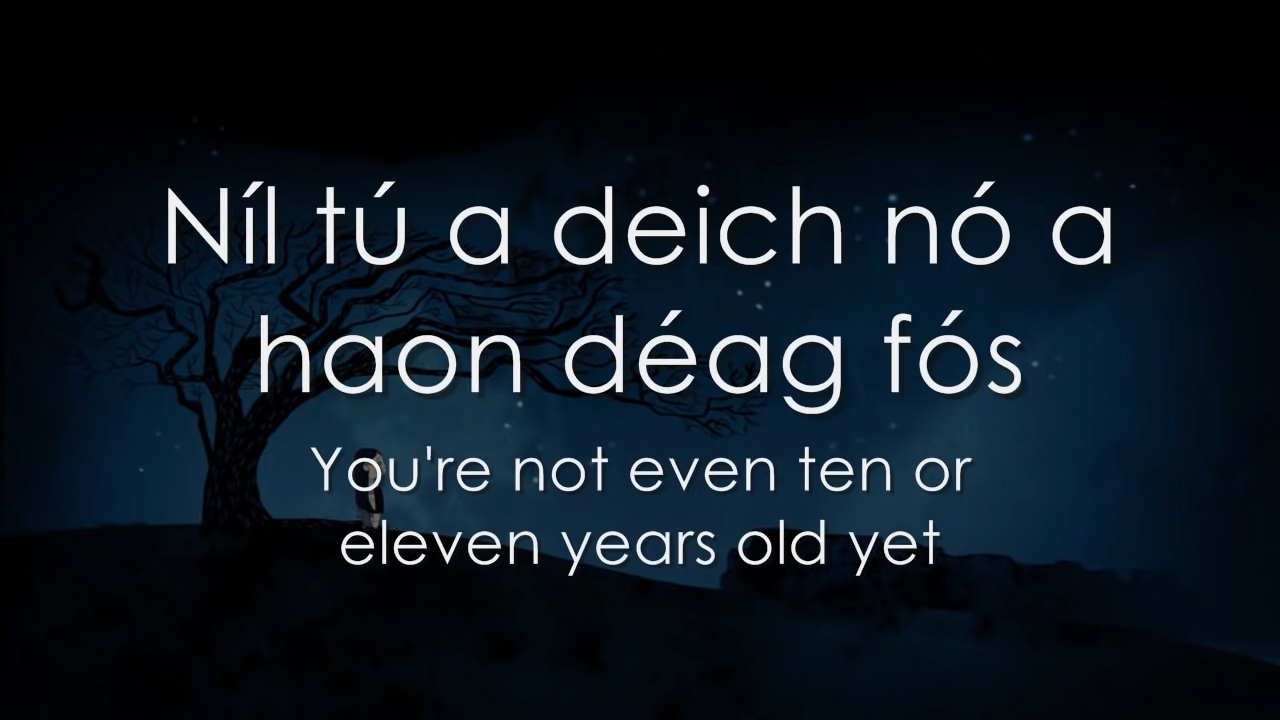 Níl tú a deich nó a
haon déag fós
You're not even ten or
eleven years old yet